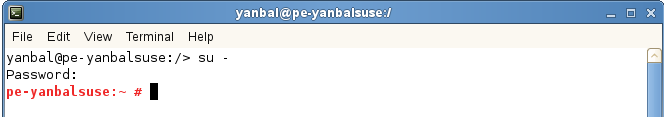 yanbal@pe-yanbalsuse:/
File Edit View Terminal Help
yanbal@pe-yanbalsuse:/> su -
Password:
pe-yanbalsuse:~ #